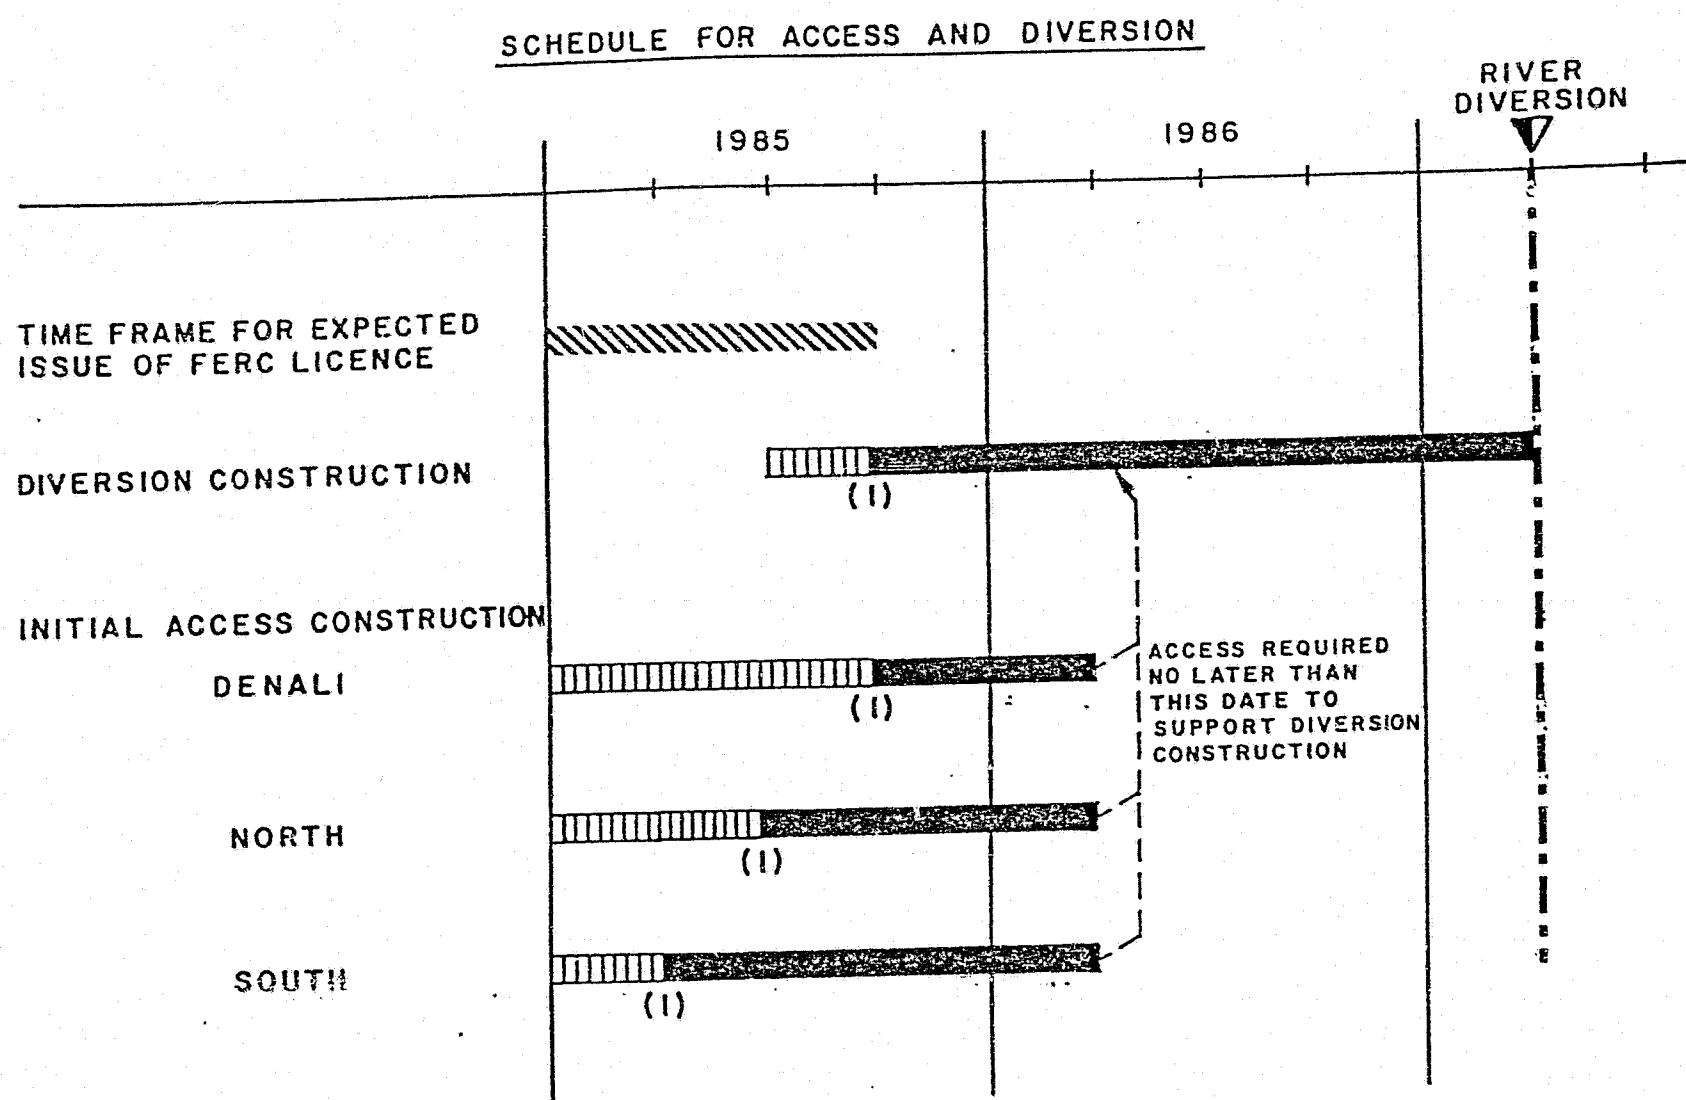 SCHEDULE FOR ACCESS AND DIVERSION
RIVER
DIVERSION
1985
1986
TIME FRAME FOR EXPECTED
ISSUE OF FERC LICENCE
DIVERSION CONSTRUCTION
(1)
INITIAL ACCESS CONSTRUCTION
DENALI
(1)
ACCESS REQUIRED
NO LATER THAN
THIS DATE TO
SUPPORT DIVERSION
CONSTRUCTION
NORTH
(1)
SOUTH
(1)